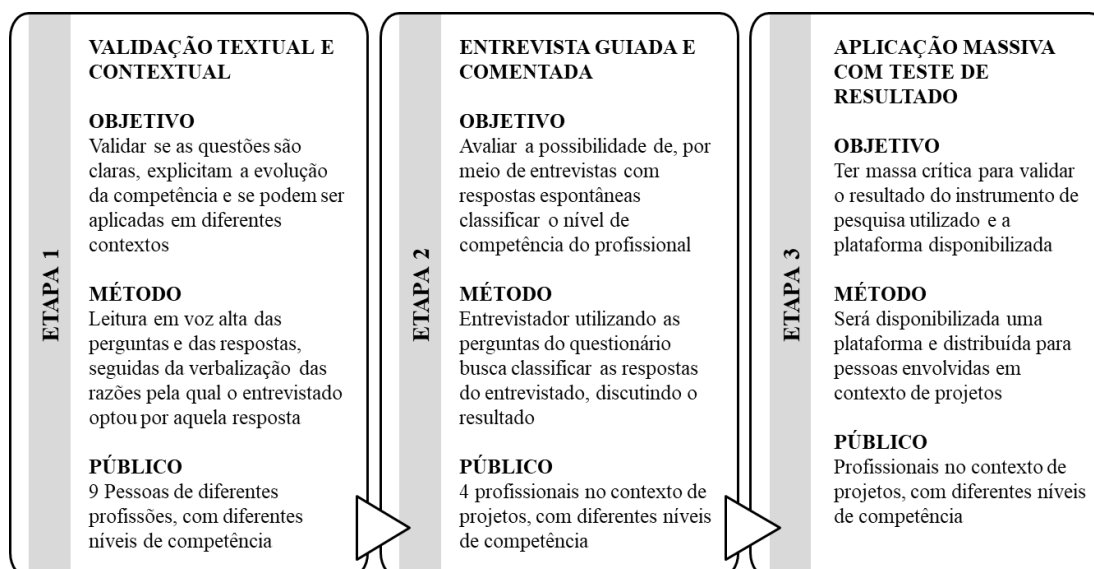 ETAPA 1
VALIDAÇÃO TEXTUAL E
CONTEXTUAL
OBJETIVO
Validar se as questões são
claras, explicitam a evolução
da competência e se podem ser
aplicadas em diferentes
contextos
MÉTODO
Leitura em voz alta das
perguntas e das respostas,
seguidas da verbalização das
razões pela qual o entrevistado
optou por aquela resposta
PÚBLICO
9 Pessoas de diferentes
profissões, com diferentes
níveis de competência
ETAPA 2
ENTREVISTA GUIADA E
COMENTADA
OBJETIVO
Avaliar a possibilidade de, por
meio de entrevistas com
respostas espontâneas
classificar o nível de
competência do profissional
MÉTODO
Entrevistador utilizando as
perguntas do questionário
busca classificar as respostas
do entrevistado, discutindo o
resultado
PÚBLICO
4 profissionais no contexto de
projetos, com diferentes níveis
de competência
ETAPA 3
APLICAÇÃO MASSIVA
COM TESTE DE
RESULTADO
OBJETIVO
Ter massa crítica para validar
o resultado do instrumento de
pesquisa utilizado e a
plataforma disponibilizada
MÉTODO
Será disponibilizada uma
plataforma e distribuída para
pessoas envolvidas em
contexto de projetos
PÚBLICO
Profissionais no contexto de
projetos, com diferentes níveis
de competência